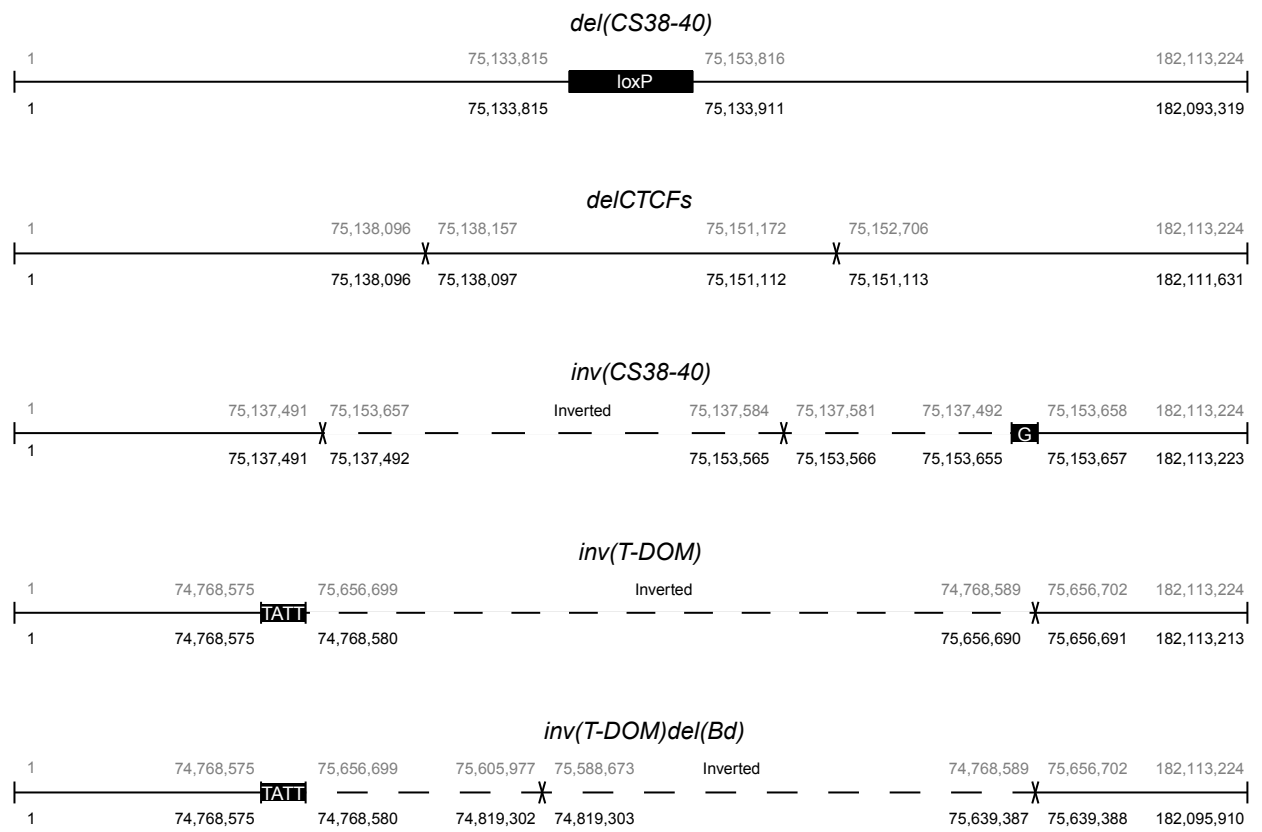 del(CS38-40)
1 75,133,815 75,153,816 182,113,224
loxP
1 75,133,815 75,133,911 182,093,319
delCTCFs
1 75,138,096 75,138,157 75,151,172 75,152,706 182,113,224
1 75,138,096 75,138,097 75,151,112 75,151,113 182,111,631
inv(CS38-40)
1 75,137,491 75,153,657 Inverted 75,137,584 75,137,581 75,137,492 75,153,658 182,113,224
G
1 75,137,491 75,137,492 75,153,565 75,153,566 75,153,655 75,153,657 182,113,223
inv(T-DOM)
1 74,768,575 75,656,699 Inverted 74,768,589 75,656,702 182,113,224
TATT
1 74,768,575 74,768,580 75,656,690 75,656,691 182,113,213
inv(T-DOM)del(Bd)
1 74,768,575 75,656,699 75,605,977 75,588,673 Inverted 74,768,589 75,656,702 182,113,224
TATT
1 74,768,575 74,768,580 74,819,302 74,819,303 75,639,387 75,639,388 182,095,910